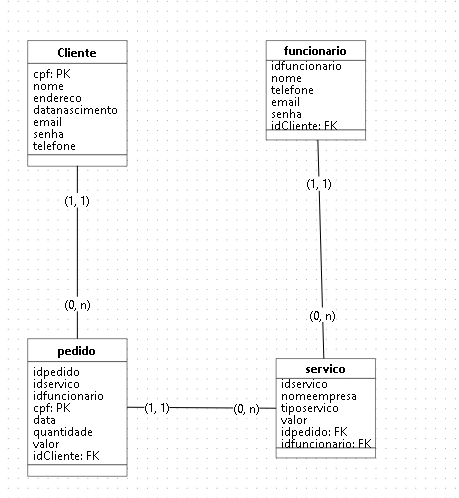 Cliente
cpf: PK
nome
endereco
datanascimento
email
senha
telefone
funcionario
idfuncionario
nome
telefone
email
senha
idCliente: FK
(1, 1)
(1, 1)
(0, n)
(0, n)
pedido
idpedido
idservico
idfuncionario
cpf: PK
data
quantidade
valor
idCliente: FK
(1, 1)
(0, n)
servico
idservico
nomeempresa
tiposervico
valor
idpedido: FK
idfuncionario: FK